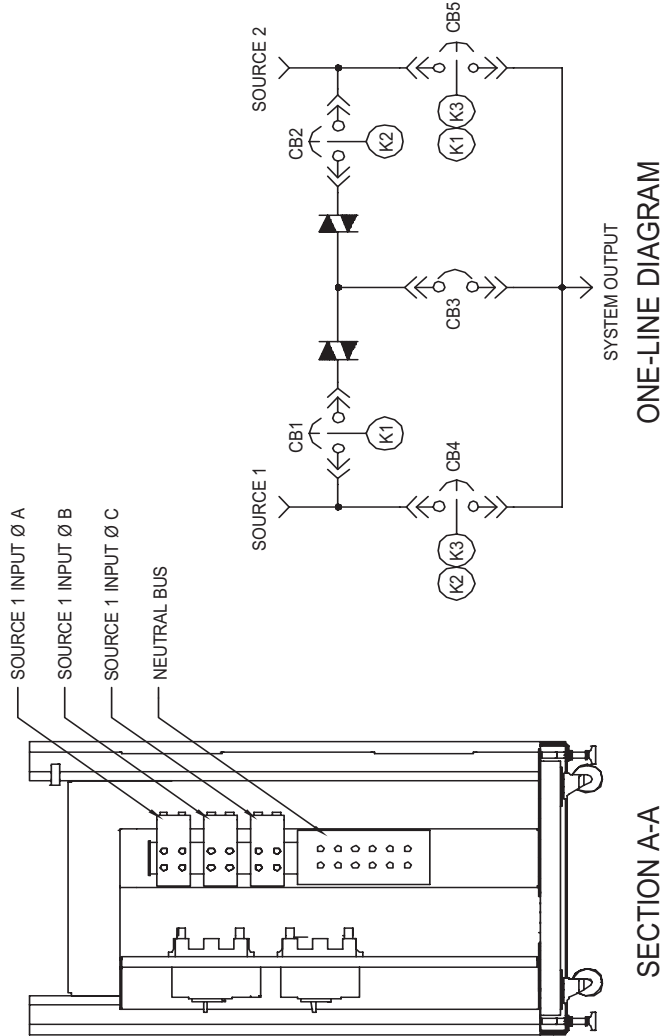 SOURCE 1 INPUT Ø A
SOURCE 1 INPUT Ø B
SOURCE 1 INPUT Ø C
NEUTRAL BUS
SECTION A-A
SOURCE 1
SOURCE 2
CB1
K1
CB2
K2
K2
K3
CB4
CB3
K1
K3
CB5
SYSTEM OUTPUT
ONE-LINE DIAGRAM